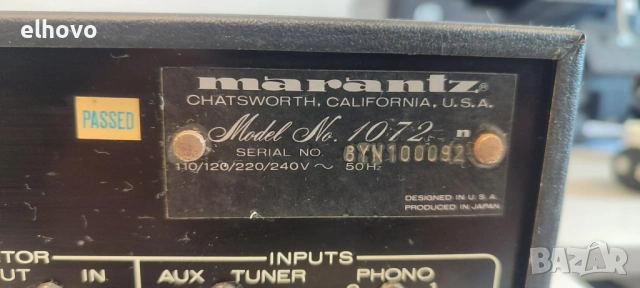 elhovo
marantz®
CHATSWORTH, CALIFORNIA, U.S.A.
PASSED
Model No. 1072 n
SERIAL NO. 6YN100092
110/120/220/240V ~ 50Hz
DESIGNED IN U.S.A.
PRODUCED IN JAPAN
INPUTS
IN AUX TUNER PHONO
BAZAR